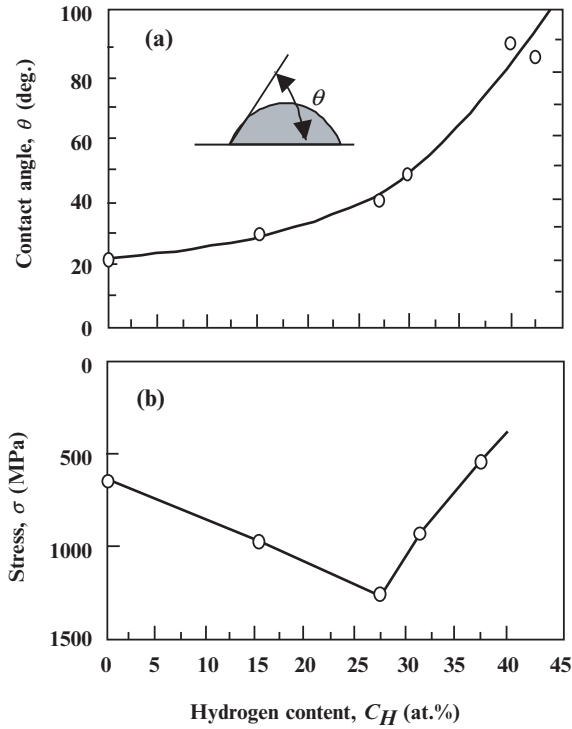 100
80
60
40
20
0
Contact angle, θ (deg.)
(a)
θ
0
500
1000
1500
Stress, σ (MPa)
(b)
0 5 10 15 20 25 30 35 40 45
Hydrogen content, C_H (at.%)